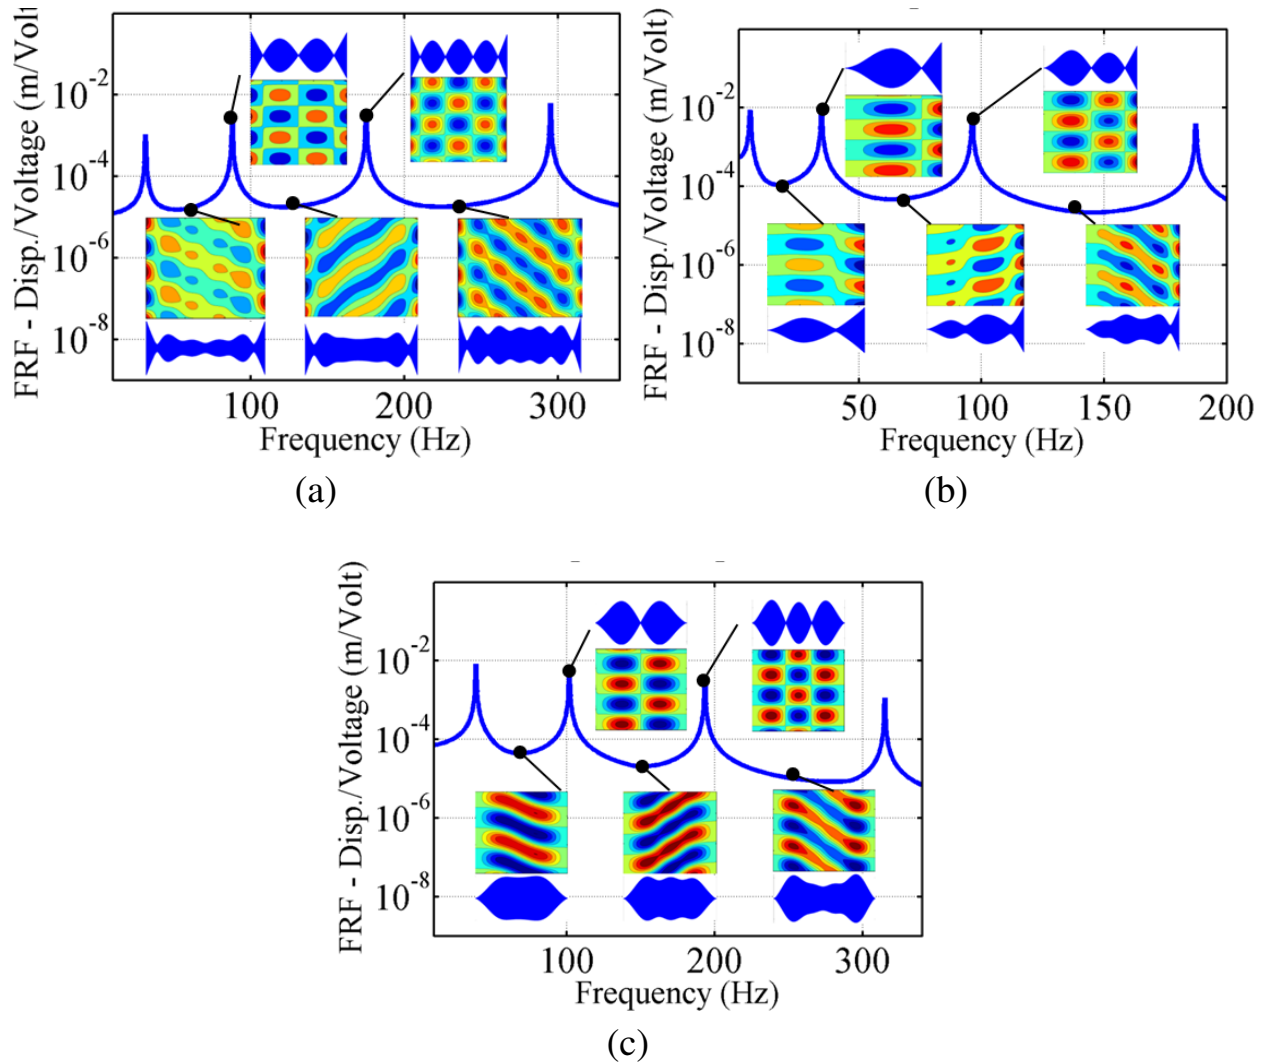 FRF - Disp./Voltage (m/Volt)
10-2
10-4
10-6
10-8
100 200 300
Frequency (Hz)
(a)
FRF - Disp./Voltage (m/Volt)
10-2
10-4
10-6
10-8
50 100 150 200
Frequency (Hz)
(b)
FRF - Disp./Voltage (m/Volt)
10-2
10-4
10-6
10-8
100 200 300
Frequency (Hz)
(c)